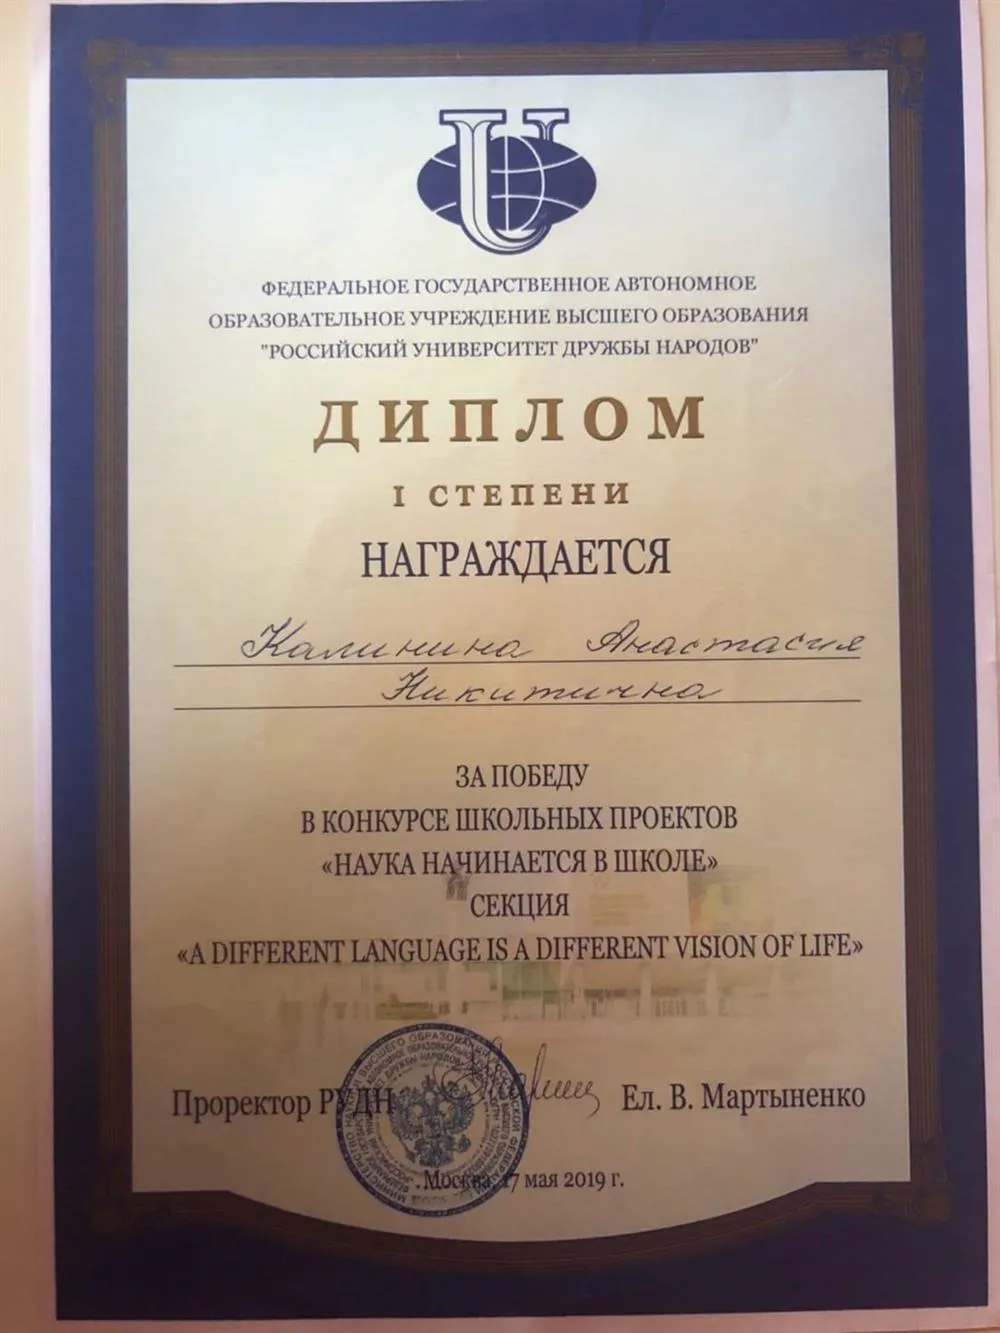 ФЕДЕРАЛЬНОЕ ГОСУДАРСТВЕННОЕ АВТОНОМНОЕ
ОБРАЗОВАТЕЛЬНОЕ УЧРЕЖДЕНИЕ ВЫСШЕГО ОБРАЗОВАНИЯ
"РОССИЙСКИЙ УНИВЕРСИТЕТ ДРУЖБЫ НАРОДОВ"
ДИПЛОМ
I СТЕПЕНИ
НАГРАЖДАЕТСЯ
Калинина Анастасия
Никитична
ЗА ПОБЕДУ
В КОНКУРСЕ ШКОЛЬНЫХ ПРОЕКТОВ
«НАУКА НАЧИНАЕТСЯ В ШКОЛЕ»
СЕКЦИЯ
«A DIFFERENT LANGUAGE IS A DIFFERENT VISION OF LIFE»
Проректор РУДН Ел. В. Мартыненко
Москва, 17 мая 2019 г.